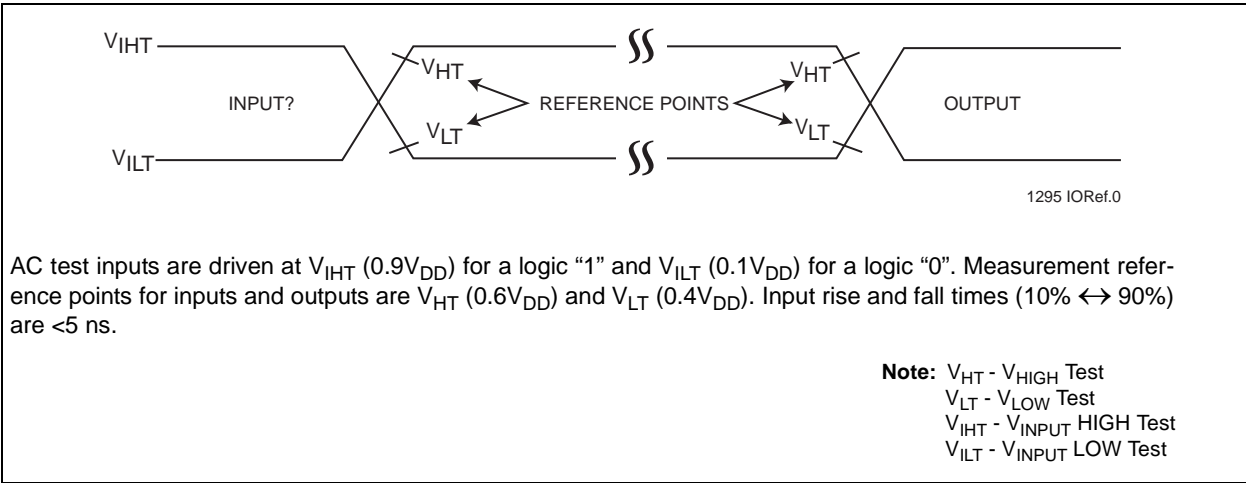 VIHT
VHT
VHT
INPUT?
REFERENCE POINTS
OUTPUT
VLT
VLT
VILT
1295 IORef.0
AC test inputs are driven at VIHT (0.9VDD) for a logic “1” and VILT (0.1VDD) for a logic “0”. Measurement refer-
ence points for inputs and outputs are VHT (0.6VDD) and VLT (0.4VDD). Input rise and fall times (10% ↔ 90%)
are <5 ns.
Note: VHT - VHIGH Test
VLT - VLOW Test
VIHT - VINPUT HIGH Test
VILT - VINPUT LOW Test